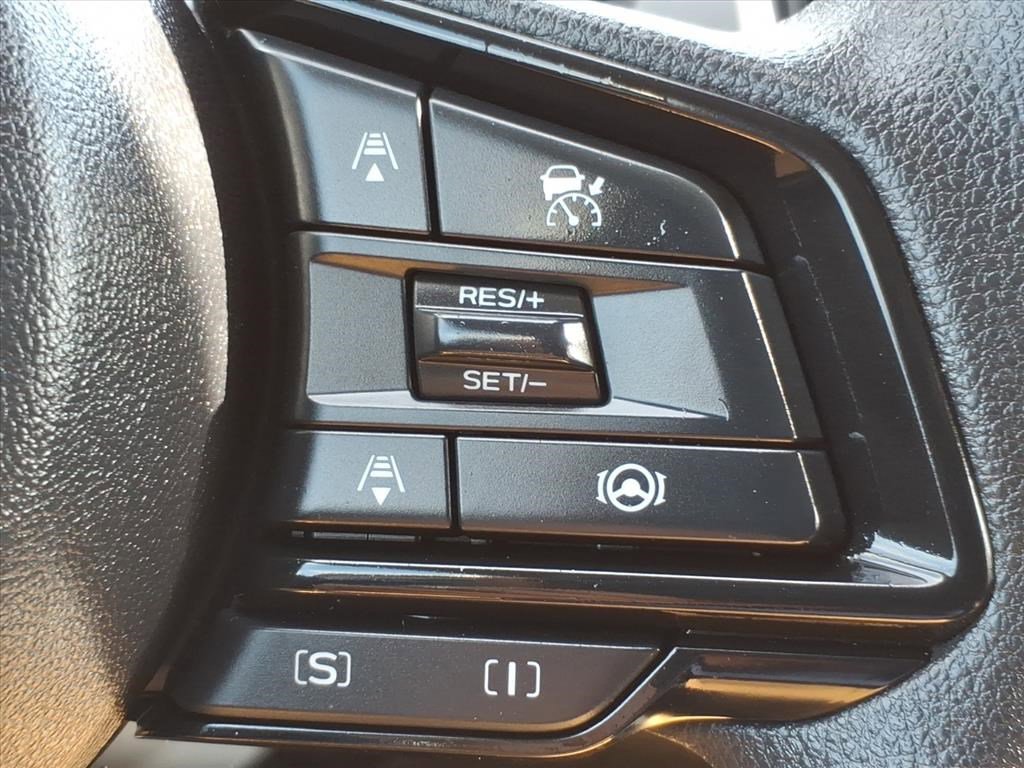 RES/+
SET/−
[S] [I]